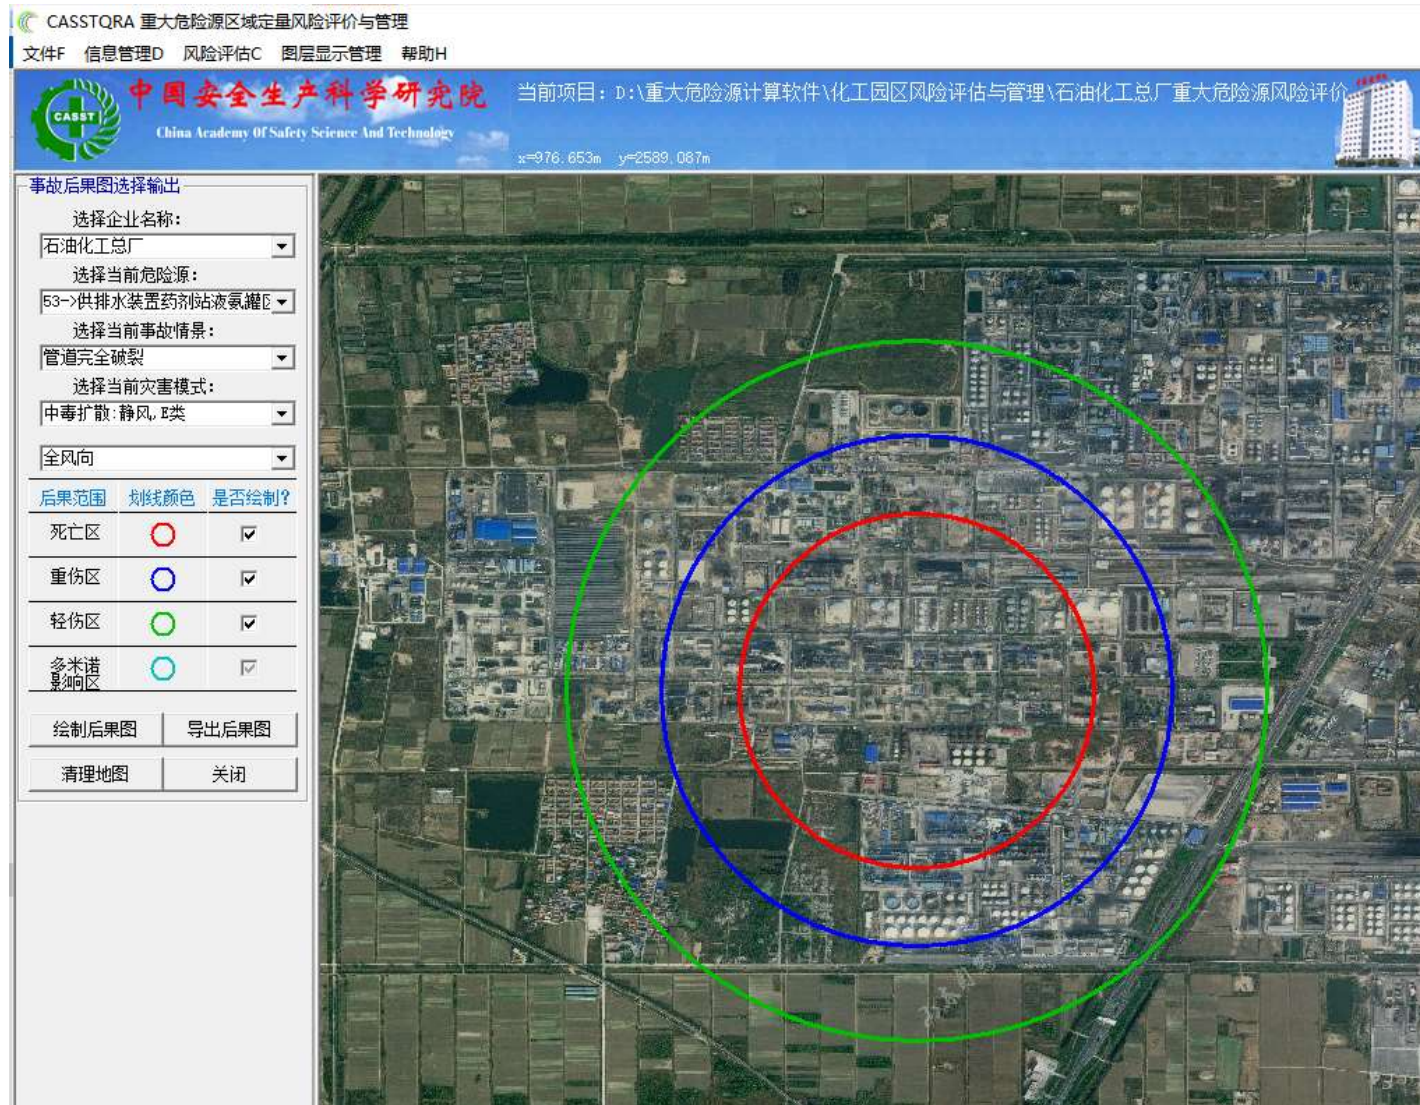 CASSTQRA 重大危险源区域定量风险评价与管理
文件F 信息管理D 风险评估C 图层显示管理 帮助H
CASST
中国安全生产科学研究院
China Academy Of Safety Science And Technology
当前项目: D:\重大危险源计算软件\化工园区风险评估与管理\石油化工总厂重大危险源风险评价
x=976.653m y=2589.087m
事故后果图选择输出
选择企业名称:
石油化工总厂
选择当前危险源:
53->供排水装置药剂站液氨罐区
选择当前事故情景:
管道完全破裂
选择当前灾害模式:
中毒扩散:静风,E类
全风向
后果范围 划线颜色 是否绘制?
死亡区
重伤区
轻伤区
多米诺
影响区
绘制后果图 导出后果图
清理地图 关闭